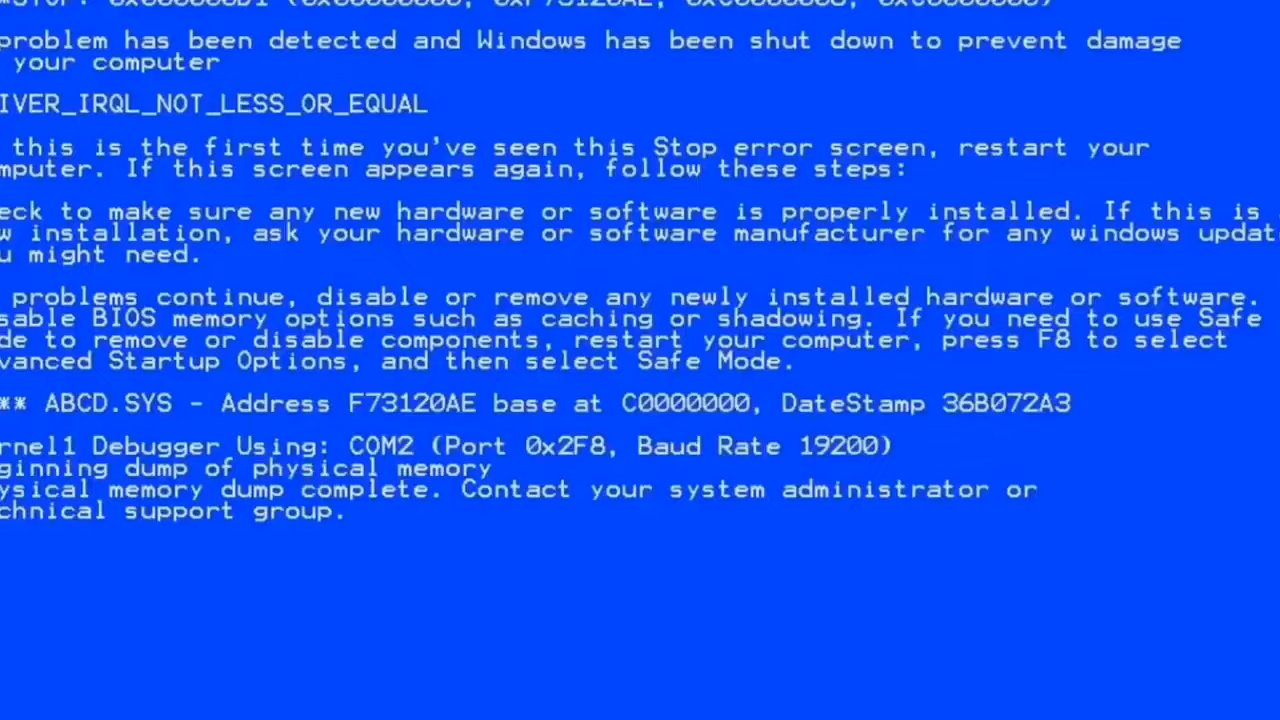 problem has been detected and Windows has been shut down to prevent damage
your computer
IVER_IRQL_NOT_LESS_OR_EQUAL
this is the first time you've seen this Stop error screen, restart your
mputer. If this screen appears again, follow these steps:
eck to make sure any new hardware or software is properly installed. If this is
w installation, ask your hardware or software manufacturer for any windows updat
u might need.
problems continue, disable or remove any newly installed hardware or software.
sable BIOS memory options such as caching or shadowing. If you need to use Safe
de to remove or disable components, restart your computer, press F8 to select
vanced Startup Options, and then select Safe Mode.
** ABCD.SYS - Address F73120AE base at C0000000, DateStamp 36B072A3
rnel1 Debugger Using: COM2 (Port 0x2F8, Baud Rate 19200)
ginning dump of physical memory
ysical memory dump complete. Contact your system administrator or
chnical support group.